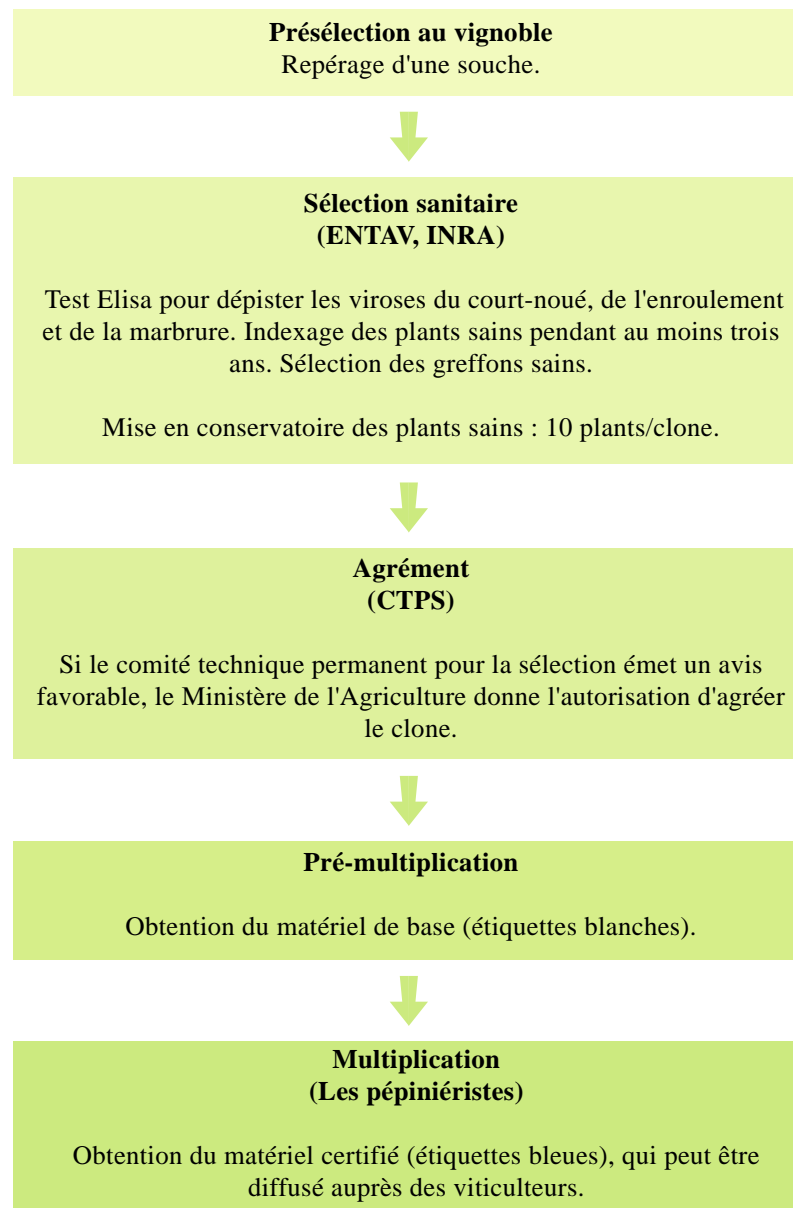 Présélection au vignoble
Repérage d'une souche.
Sélection sanitaire
(ENTAV, INRA)
Test Elisa pour dépister les viroses du court-noué, de l'enroulement
et de la marbrure. Indexage des plants sains pendant au moins trois
ans. Sélection des greffons sains.
Mise en conservatoire des plants sains : 10 plants/clone.
Agrément
(CTPS)
Si le comité technique permanent pour la sélection émet un avis
favorable, le Ministère de l'Agriculture donne l'autorisation d'agréer
le clone.
Pré-multiplication
Obtention du matériel de base (étiquettes blanches).
Multiplication
(Les pépiniéristes)
Obtention du matériel certifié (étiquettes bleues), qui peut être
diffusé auprès des viticulteurs.